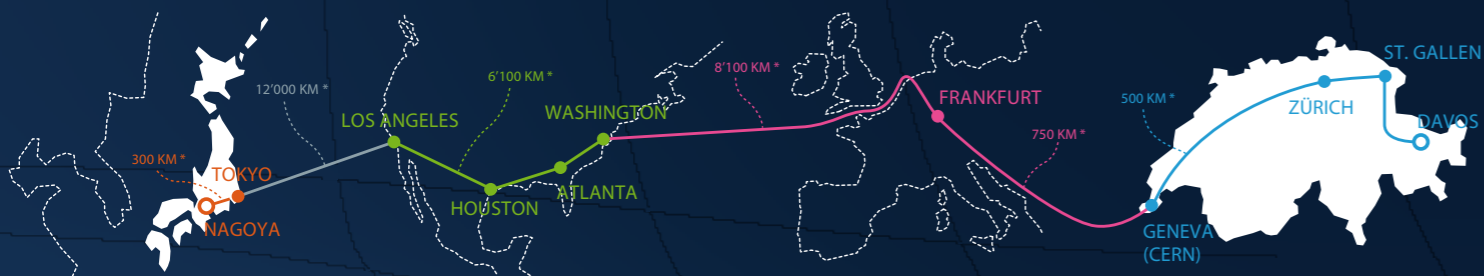 300 KM *
TOKYO
NAGOYA
12’000 KM *
LOS ANGELES
6’100 KM *
HOUSTON
ATLANTA
WASHINGTON
8’100 KM *
FRANKFURT
750 KM *
GENEVA
(CERN)
500 KM *
ZÜRICH
ST. GALLEN
DAVOS